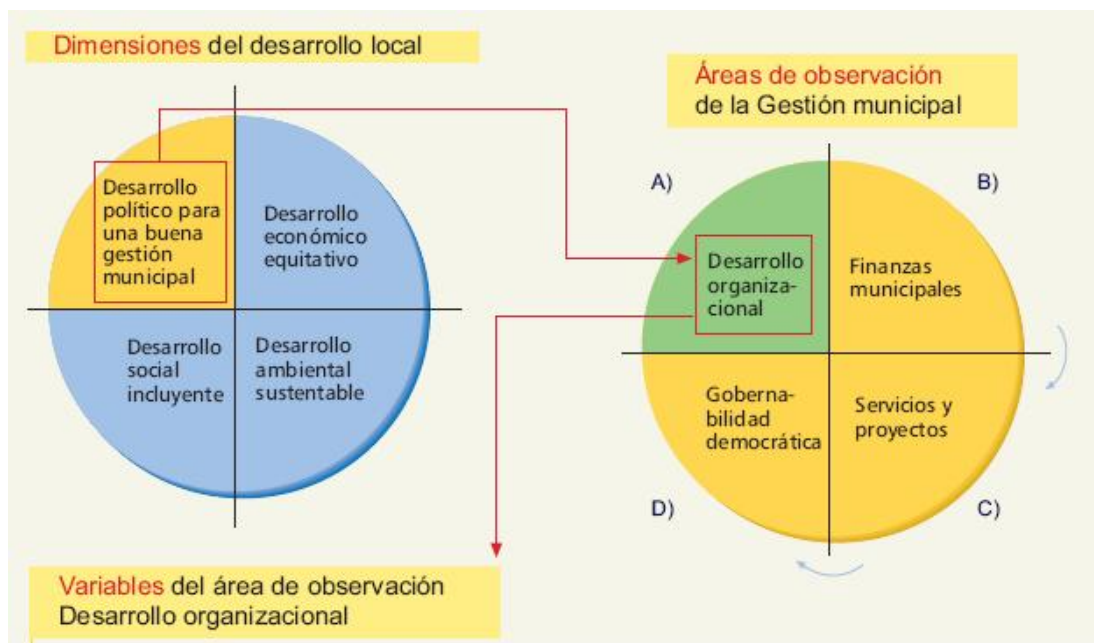 Dimensiones del desarrollo local
Desarrollo
político para
una buena
gestión
municipal
Desarrollo
económico
equitativo
Desarrollo
social
incluyente
Desarrollo
ambiental
sustentable
Áreas de observación
de la Gestión municipal
A)
B)
Desarrollo
organiza-
cional
Finanzas
municipales
Goberna-
bilidad
democrática
Servicios y
proyectos
D)
C)
Variables del área de observación
Desarrollo organizacional